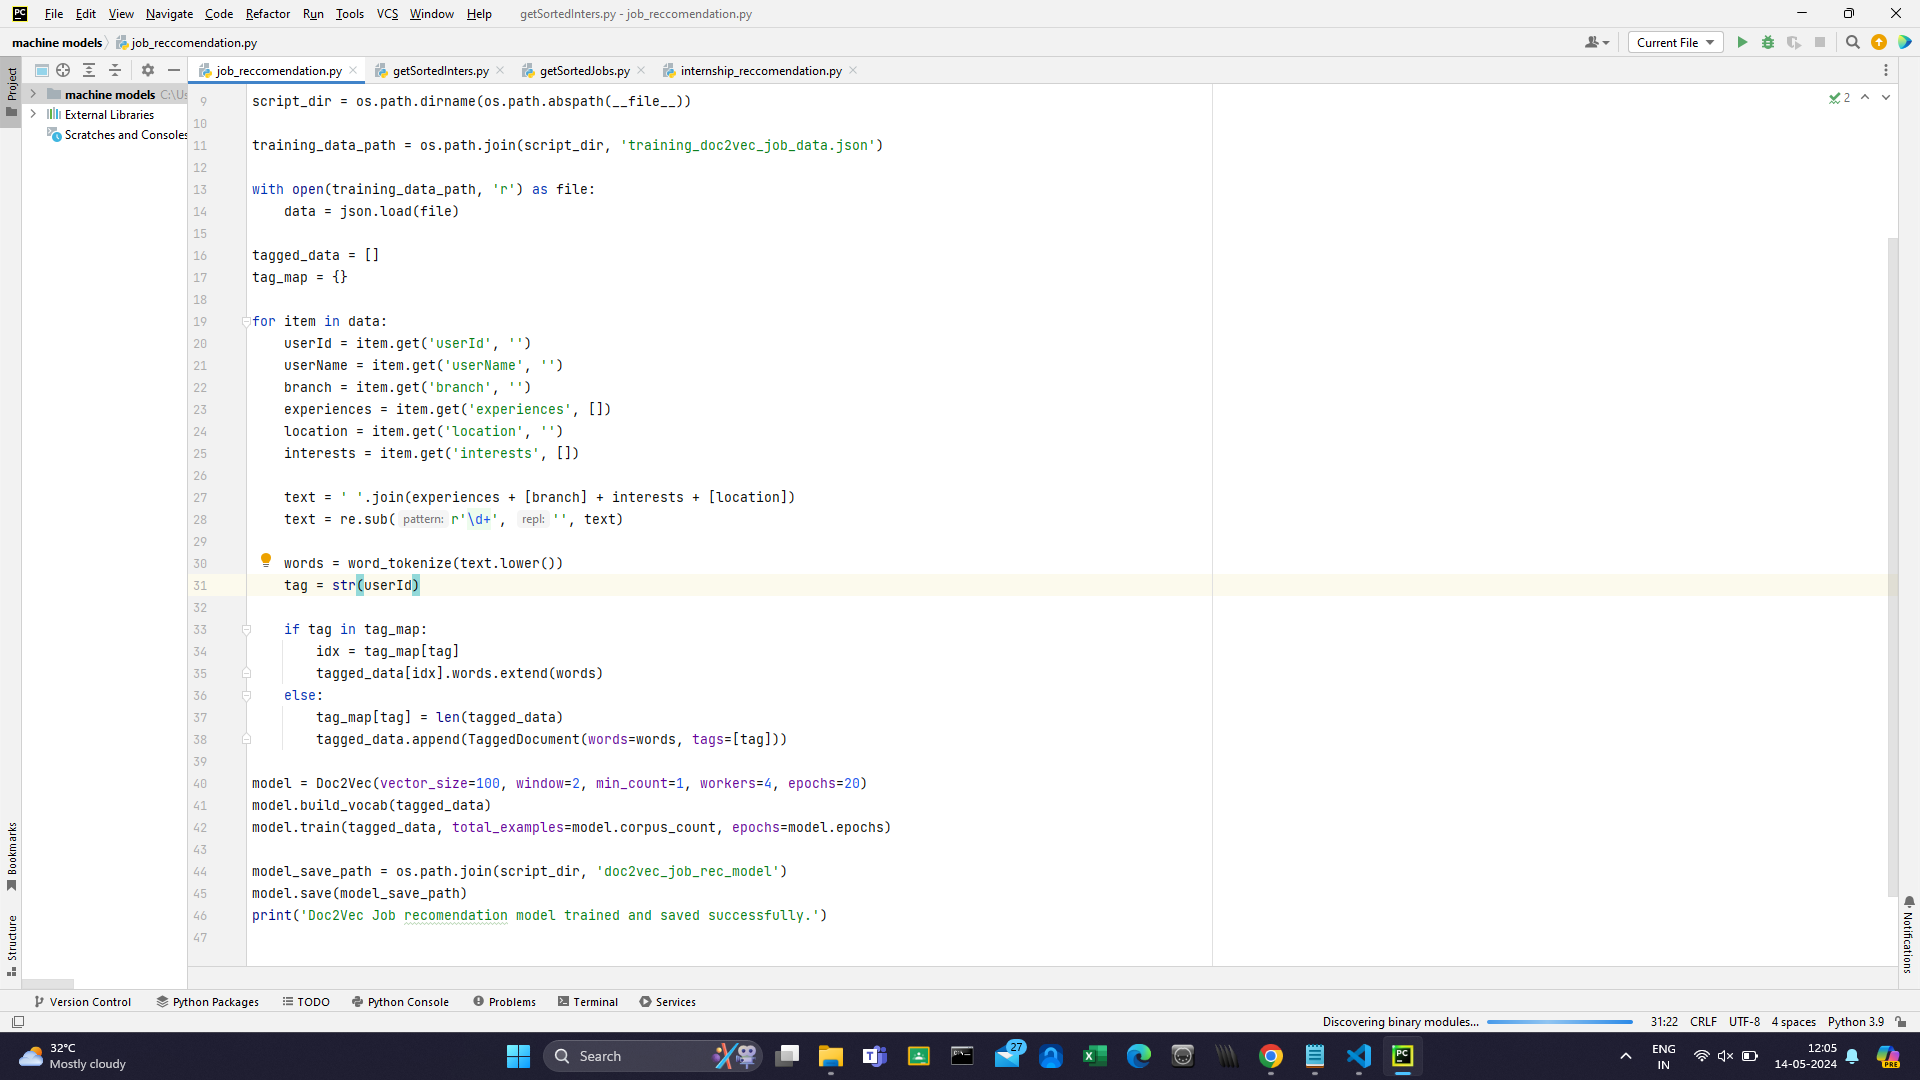 File Edit View Navigate Code Refactor Run Tools VCS Window Help getSortedInters.py - job_reccomendation.py
machine models job_reccomendation.py Current File
Project
job_reccomendation.py getSortedInters.py getSortedJobs.py internship_reccomendation.py
machine models C:\Us
External Libraries
Scratches and Consoles
2
9 script_dir = os.path.dirname(os.path.abspath(__file__))
10
11 training_data_path = os.path.join(script_dir, 'training_doc2vec_job_data.json')
12
13 with open(training_data_path, 'r') as file:
14 data = json.load(file)
15
16 tagged_data = []
17 tag_map = {}
18
19 for item in data:
20 userId = item.get('userId', '')
21 userName = item.get('userName', '')
22 branch = item.get('branch', '')
23 experiences = item.get('experiences', [])
24 location = item.get('location', '')
25 interests = item.get('interests', [])
26
27 text = ' '.join(experiences + [branch] + interests + [location])
28 text = re.sub( pattern: r'\d+', repl: '', text)
29
30 words = word_tokenize(text.lower())
31 tag = str(userId)
32
33 if tag in tag_map:
34 idx = tag_map[tag]
35 tagged_data[idx].words.extend(words)
36 else:
37 tag_map[tag] = len(tagged_data)
38 tagged_data.append(TaggedDocument(words=words, tags=[tag]))
39
40 model = Doc2Vec(vector_size=100, window=2, min_count=1, workers=4, epochs=20)
41 model.build_vocab(tagged_data)
42 model.train(tagged_data, total_examples=model.corpus_count, epochs=model.epochs)
43
44 model_save_path = os.path.join(script_dir, 'doc2vec_job_rec_model')
45 model.save(model_save_path)
46 print('Doc2Vec Job recomendation model trained and saved successfully.')
47
Bookmarks
Structure
Notifications
Version Control Python Packages TODO Python Console Problems Terminal Services
Discovering binary modules... 31:22 CRLF UTF-8 4 spaces Python 3.9
32°C
Mostly cloudy
Search
27
ENG
IN
12:05
14-05-2024
PRE
PC
PC